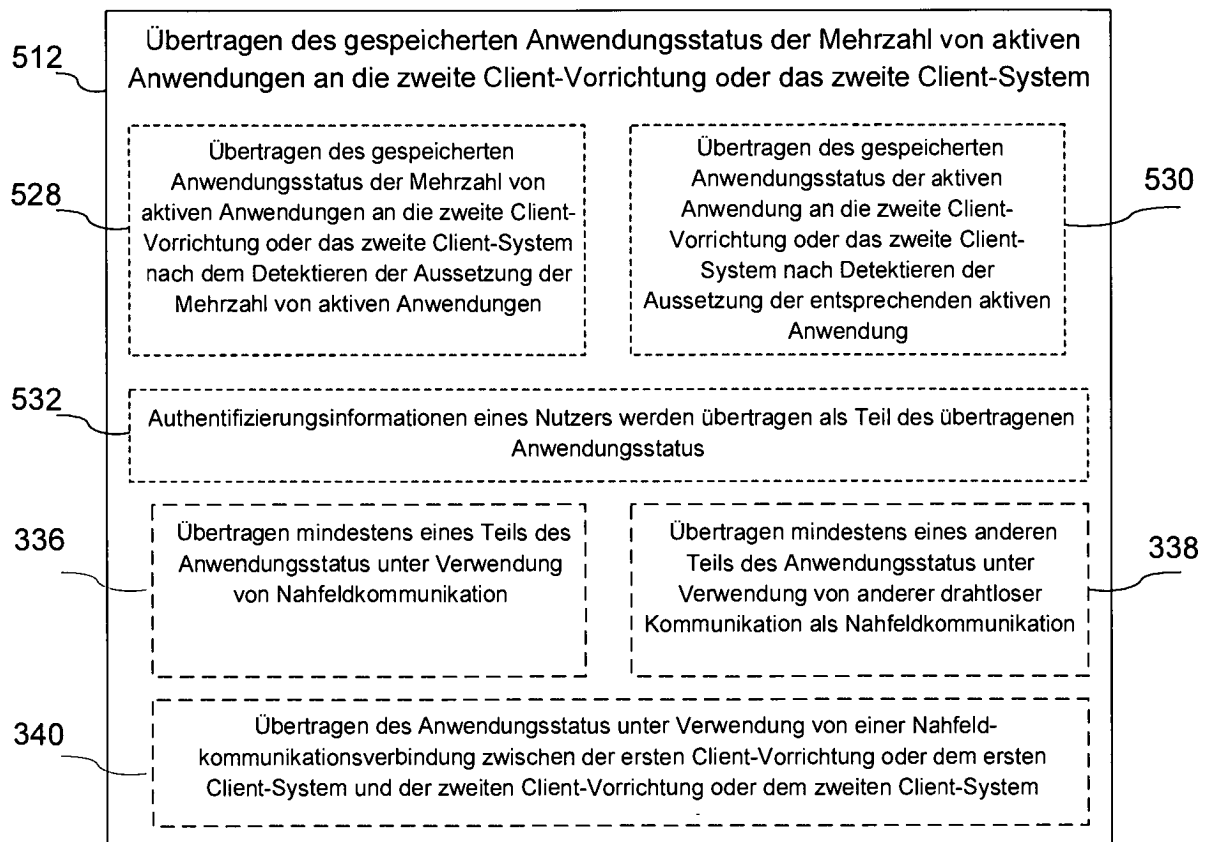 512
Übertragen des gespeicherten Anwendungsstatus der Mehrzahl von aktiven
Anwendungen an die zweite Client-Vorrichtung oder das zweite Client-System
528
Übertragen des gespeicherten
Anwendungsstatus der Mehrzahl von
aktiven Anwendungen an die zweite Client-
Vorrichtung oder das zweite Client-System
nach dem Detektieren der Aussetzung der
Mehrzahl von aktiven Anwendungen
530
Übertragen des gespeicherten
Anwendungsstatus der aktiven
Anwendung an die zweite Client-
Vorrichtung oder das zweite Client-
System nach Detektieren der
Aussetzung der entsprechenden aktiven
Anwendung
532
Authentifizierungsinformationen eines Nutzers werden übertragen als Teil des übertragenen
Anwendungsstatus
336
Übertragen mindestens eines Teils des
Anwendungsstatus unter Verwendung
von Nahfeldkommunikation
338
Übertragen mindestens eines anderen
Teils des Anwendungsstatus unter
Verwendung von anderer drahtloser
Kommunikation als Nahfeldkommunikation
340
Übertragen des Anwendungsstatus unter Verwendung von einer Nahfeld-
kommunikationsverbindung zwischen der ersten Client-Vorrichtung oder dem ersten
Client-System und der zweiten Client-Vorrichtung oder dem zweiten Client-System